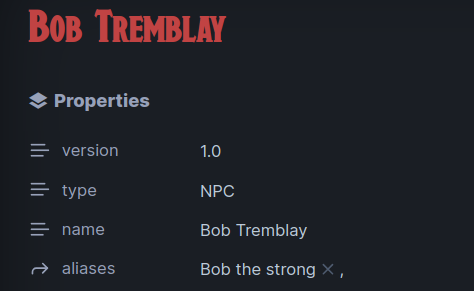 Bob Tremblay
Properties
version 1.0
type NPC
name Bob Tremblay
aliases Bob the strong × ,